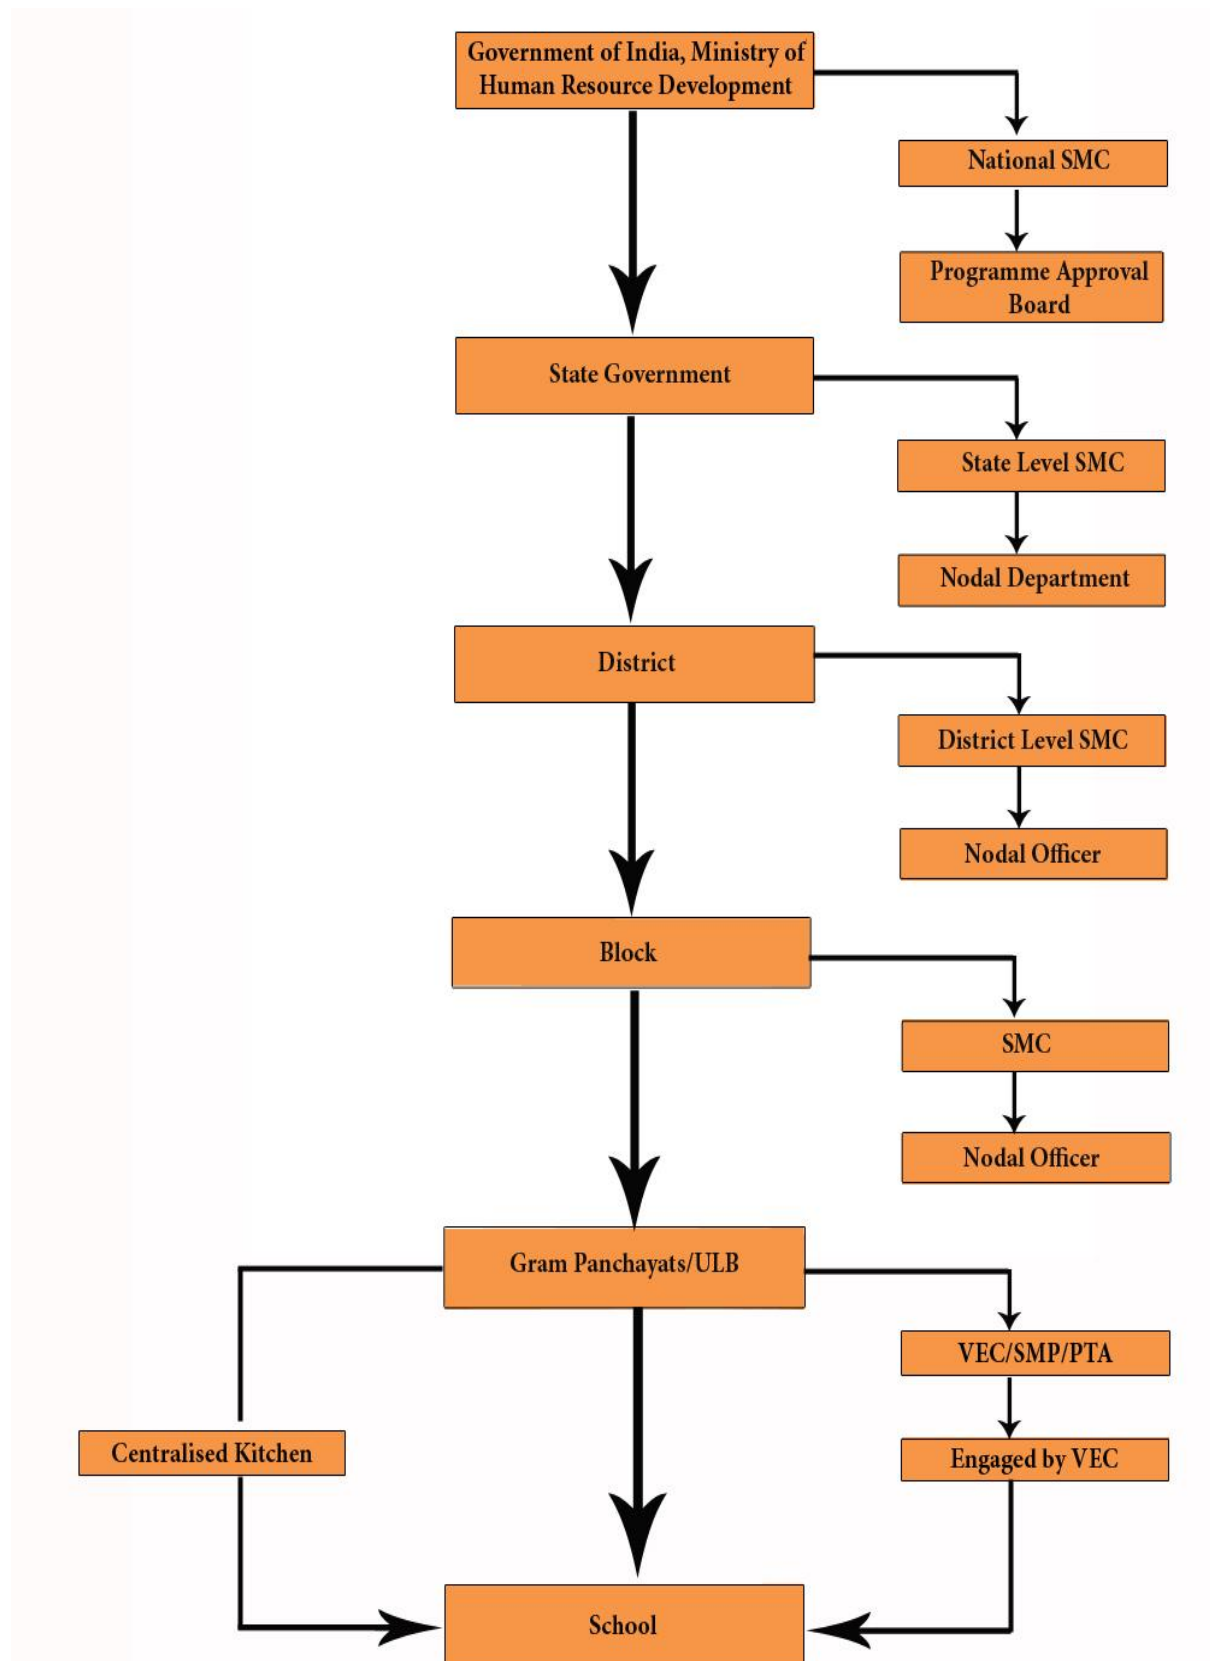 Government of India, Ministry of
Human Resource Development
National SMC
Programme Approval
Board
State Government
State Level SMC
Nodal Department
District
District Level SMC
Nodal Officer
Block
SMC
Nodal Officer
Gram Panchayats/ULB
VEC/SMP/PTA
Centralised Kitchen
Engaged by VEC
School